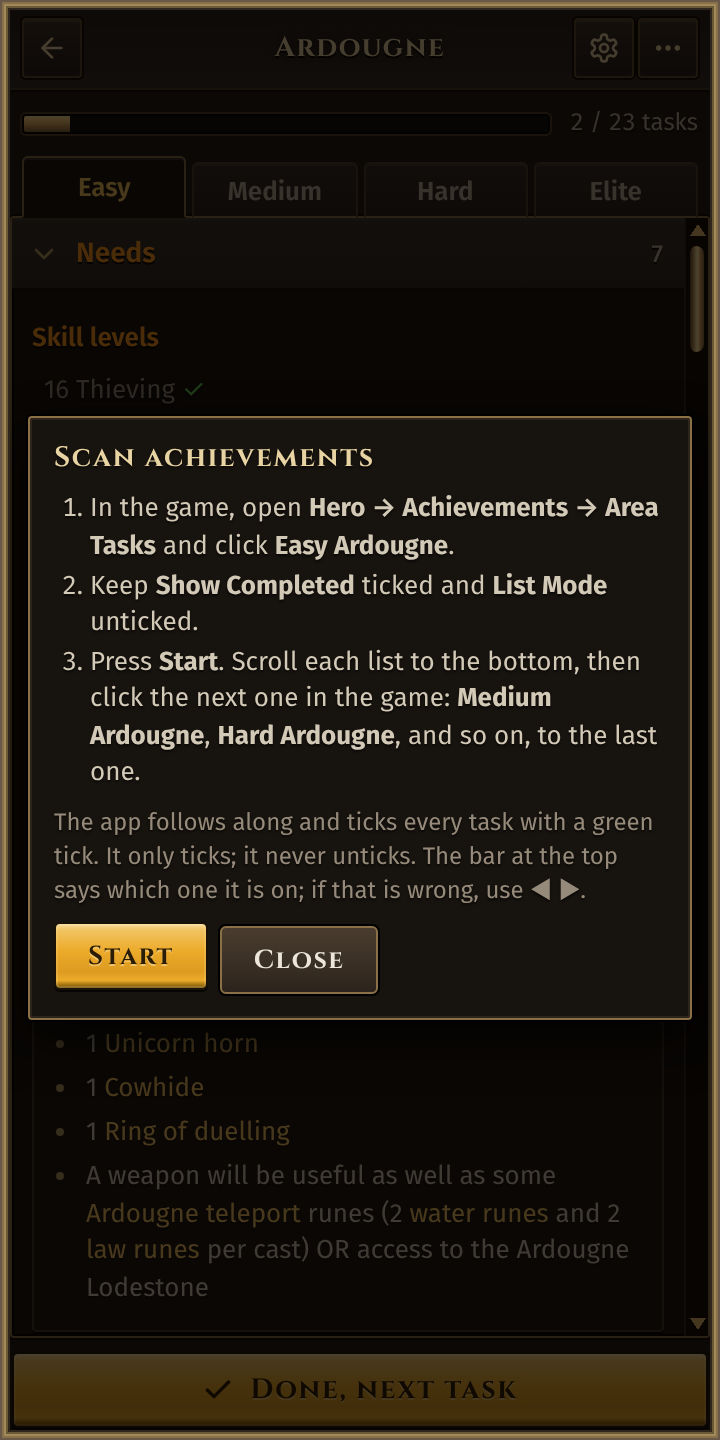 Ardougne
2 / 23 tasks
Easy
Medium
Hard
Elite
Needs
7
Skill levels
16 Thieving ✓
Scan achievements
1. In the game, open Hero → Achievements → Area
Tasks and click Easy Ardougne.
2. Keep Show Completed ticked and List Mode
unticked.
3. Press Start. Scroll each list to the bottom, then
click the next one in the game: Medium
Ardougne, Hard Ardougne, and so on, to the last
one.
The app follows along and ticks every task with a green
tick. It only ticks; it never unticks. The bar at the top
says which one it is on; if that is wrong, use ◀ ▶.
Start
Close
• 1 Unicorn horn
• 1 Cowhide
• 1 Ring of duelling
• A weapon will be useful as well as some
Ardougne teleport runes (2 water runes and 2
law runes per cast) OR access to the Ardougne
Lodestone
✓ Done, next task